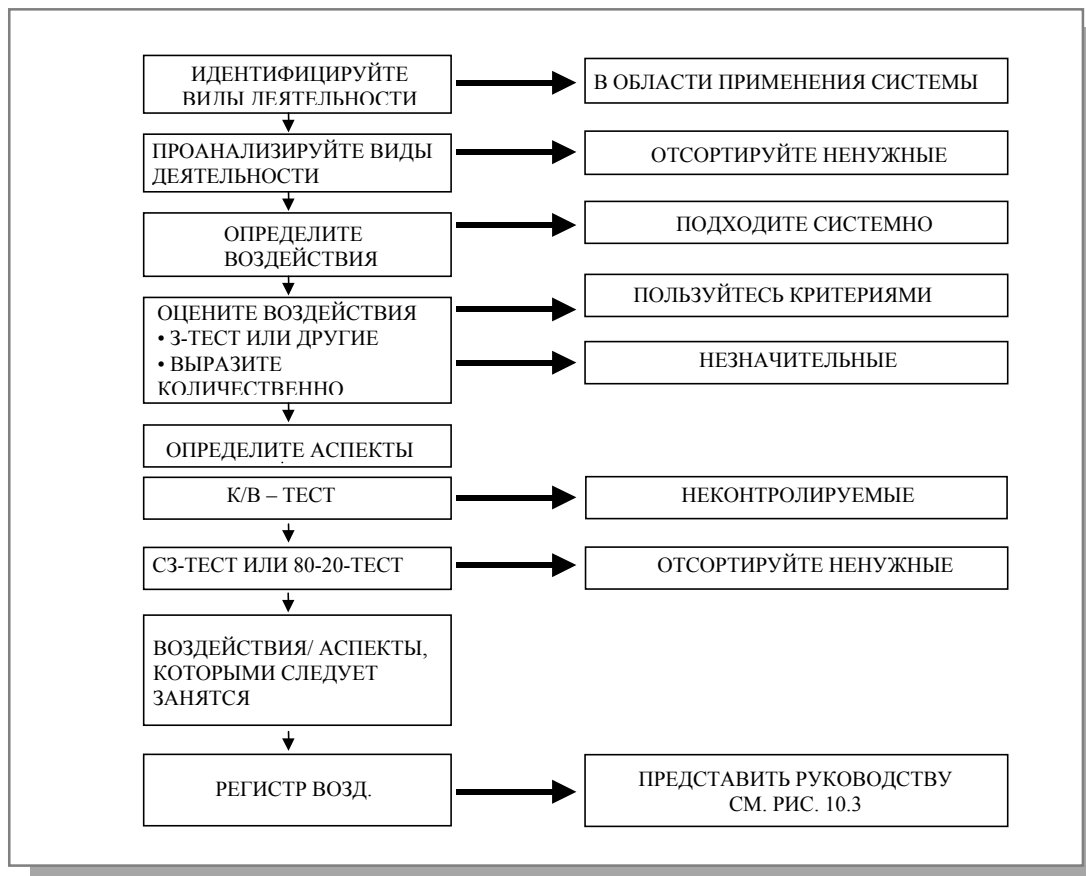 ИДЕНТИФИЦИРУЙТЕ
ВИДЫ ДЕЯТЕЛЬНОСТИ
В ОБЛАСТИ ПРИМЕНЕНИЯ СИСТЕМЫ
ПРОАНАЛИЗИРУЙТЕ ВИДЫ
ДЕЯТЕЛЬНОСТИ
ОТСОРТИРУЙТЕ НЕНУЖНЫЕ
ОПРЕДЕЛИТЕ
ВОЗДЕЙСТВИЯ
ПОДХОДИТЕ СИСТЕМНО
ОЦЕНИТЕ ВОЗДЕЙСТВИЯ
• З-ТЕСТ ИЛИ ДРУГИЕ
• ВЫРАЗИТЕ
КОЛИЧЕСТВЕННО
ПОЛЬЗУЙТЕСЬ КРИТЕРИЯМИ
НЕЗНАЧИТЕЛЬНЫЕ
ОПРЕДЕЛИТЕ АСПЕКТЫ
К/В – ТЕСТ
НЕКОНТРОЛИРУЕМЫЕ
СЗ-ТЕСТ ИЛИ 80-20-ТЕСТ
ОТСОРТИРУЙТЕ НЕНУЖНЫЕ
ВОЗДЕЙСТВИЯ/ АСПЕКТЫ,
КОТОРЫМИ СЛЕДУЕТ
ЗАНЯТСЯ
РЕГИСТР ВОЗД.
ПРЕДСТАВИТЬ РУКОВОДСТВУ
СМ. РИС. 10.3